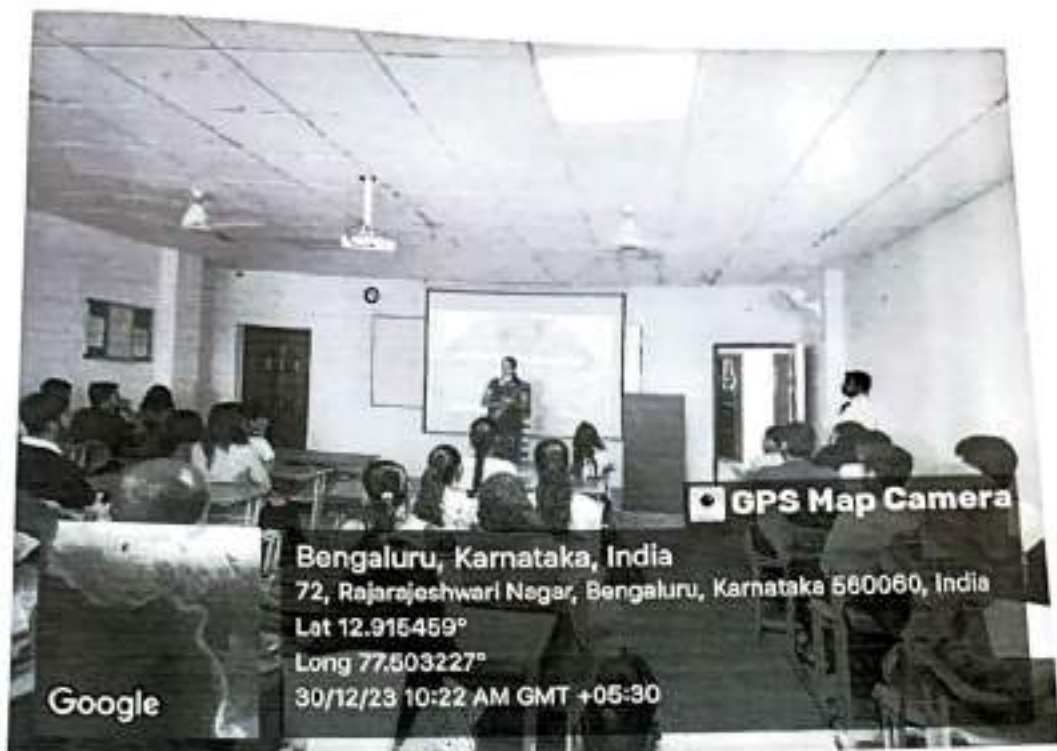 GPS Map Camera
Bengaluru, Karnataka, India
72, Rajarajeshwari Nagar, Bengaluru, Karnataka 560060, India
Lat 12.915459°
Long 77.503227°
30/12/23 10:22 AM GMT +05:30
Google